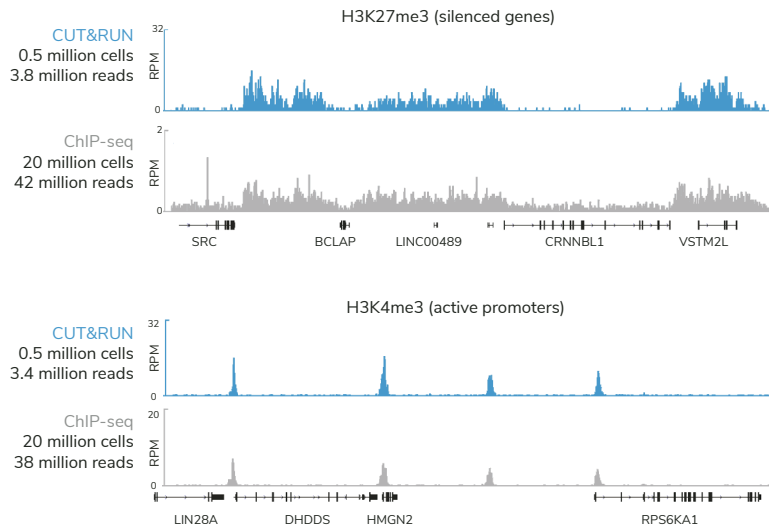 H3K27me3 (silenced genes)
CUT&RUN
0.5 million cells
3.8 million reads
32
RPM
0
ChIP-seq
20 million cells
42 million reads
2
RPM
0
SRC BCLAP LINC00489 CRNNBL1 VSTM2L
H3K4me3 (active promoters)
CUT&RUN
0.5 million cells
3.4 million reads
32
RPM
0
ChIP-seq
20 million cells
38 million reads
20
RPM
0
LIN28A DHDDS HMGN2 RPS6KA1